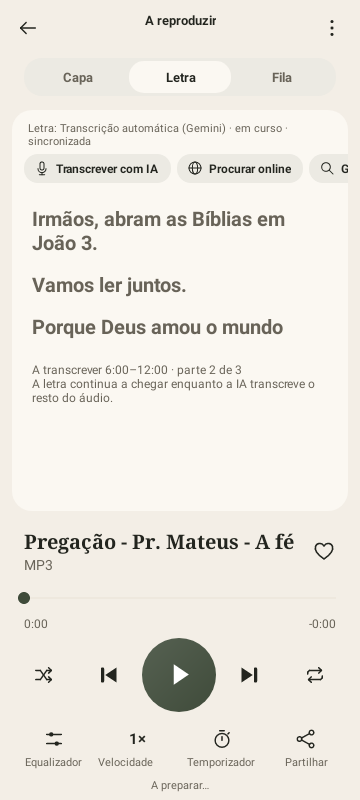 A reproduzir
Capa
Letra
Fila
Letra: Transcrição automática (Gemini) · em curso ·
sincronizada
Transcrever com IA
Procurar online
G
Irmãos, abram as Bíblias em
João 3.
Vamos ler juntos.
Porque Deus amou o mundo
A transcrever 6:00–12:00 · parte 2 de 3
A letra continua a chegar enquanto a IA transcreve o
resto do áudio.
Pregação - Pr. Mateus - A fé
MP3
0:00
-0:00
1×
Equalizador
Velocidade
Temporizador
Partilhar
A preparar…